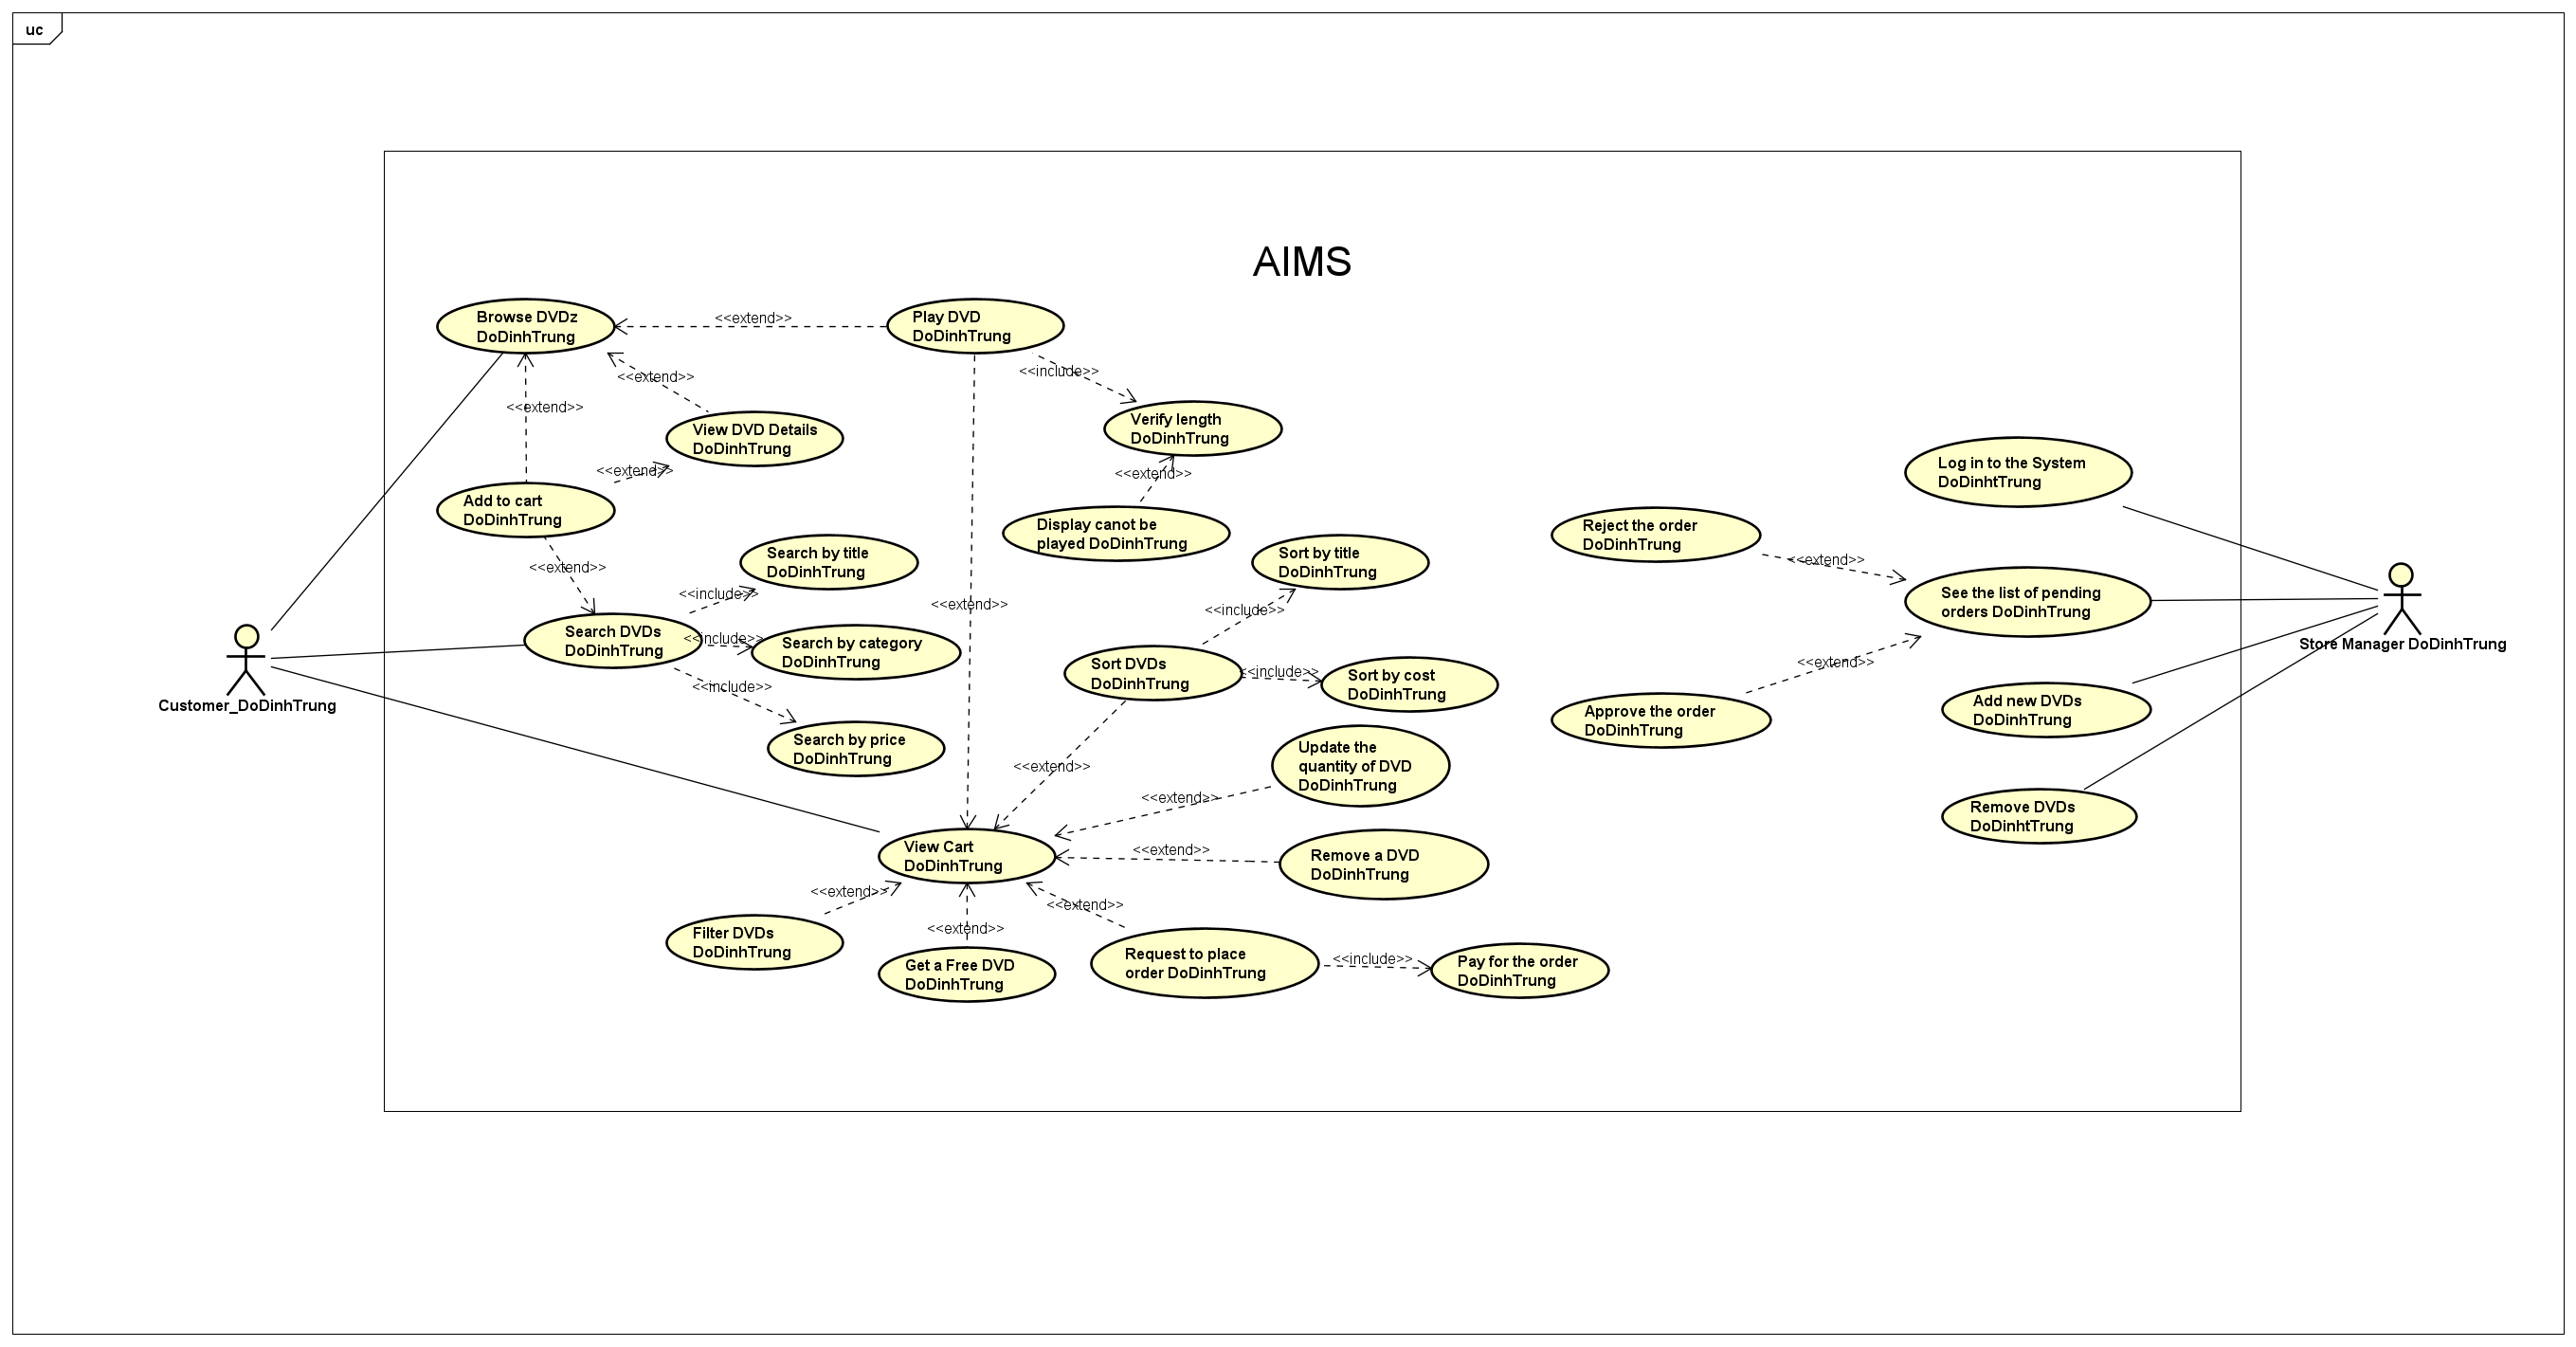 uc
AIMS
Browse DVDz
DoDinhTrung
<<extend>>
Play DVD
DoDinhTrung
<<extend>>
<<include>>
<<extend>>
View DVD Details
DoDinhTrung
Verify length
DoDinhTrung
<<extend>>
<<extend>>
Add to cart
DoDinhTrung
Display canot be
played DoDinhTrung
<<extend>>
Search by title
DoDinhTrung
<<include>>
Search DVDs
DoDinhTrung
<<include>>
Search by category
DoDinhTrung
<<include>>
Search by price
DoDinhTrung
<<extend>>
Sort by title
DoDinhTrung
<<include>>
Sort DVDs
DoDinhTrung
<<include>>
Sort by cost
DoDinhTrung
<<extend>>
Update the
quantity of DVD
DoDinhTrung
<<extend>>
View Cart
DoDinhTrung
<<extend>>
Remove a DVD
DoDinhTrung
<<extend>>
Filter DVDs
DoDinhTrung
<<extend>>
Get a Free DVD
DoDinhTrung
<<extend>>
Request to place
order DoDinhTrung
<<include>>
Pay for the order
DoDinhTrung
Customer_DoDinhTrung
Log in to the System
DoDinhtTrung
Reject the order
DoDinhTrung
<<extend>>
See the list of pending
orders DoDinhTrung
<<extend>>
Approve the order
DoDinhTrung
Add new DVDs
DoDinhTrung
Remove DVDs
DoDinhtTrung
Store Manager DoDinhTrung